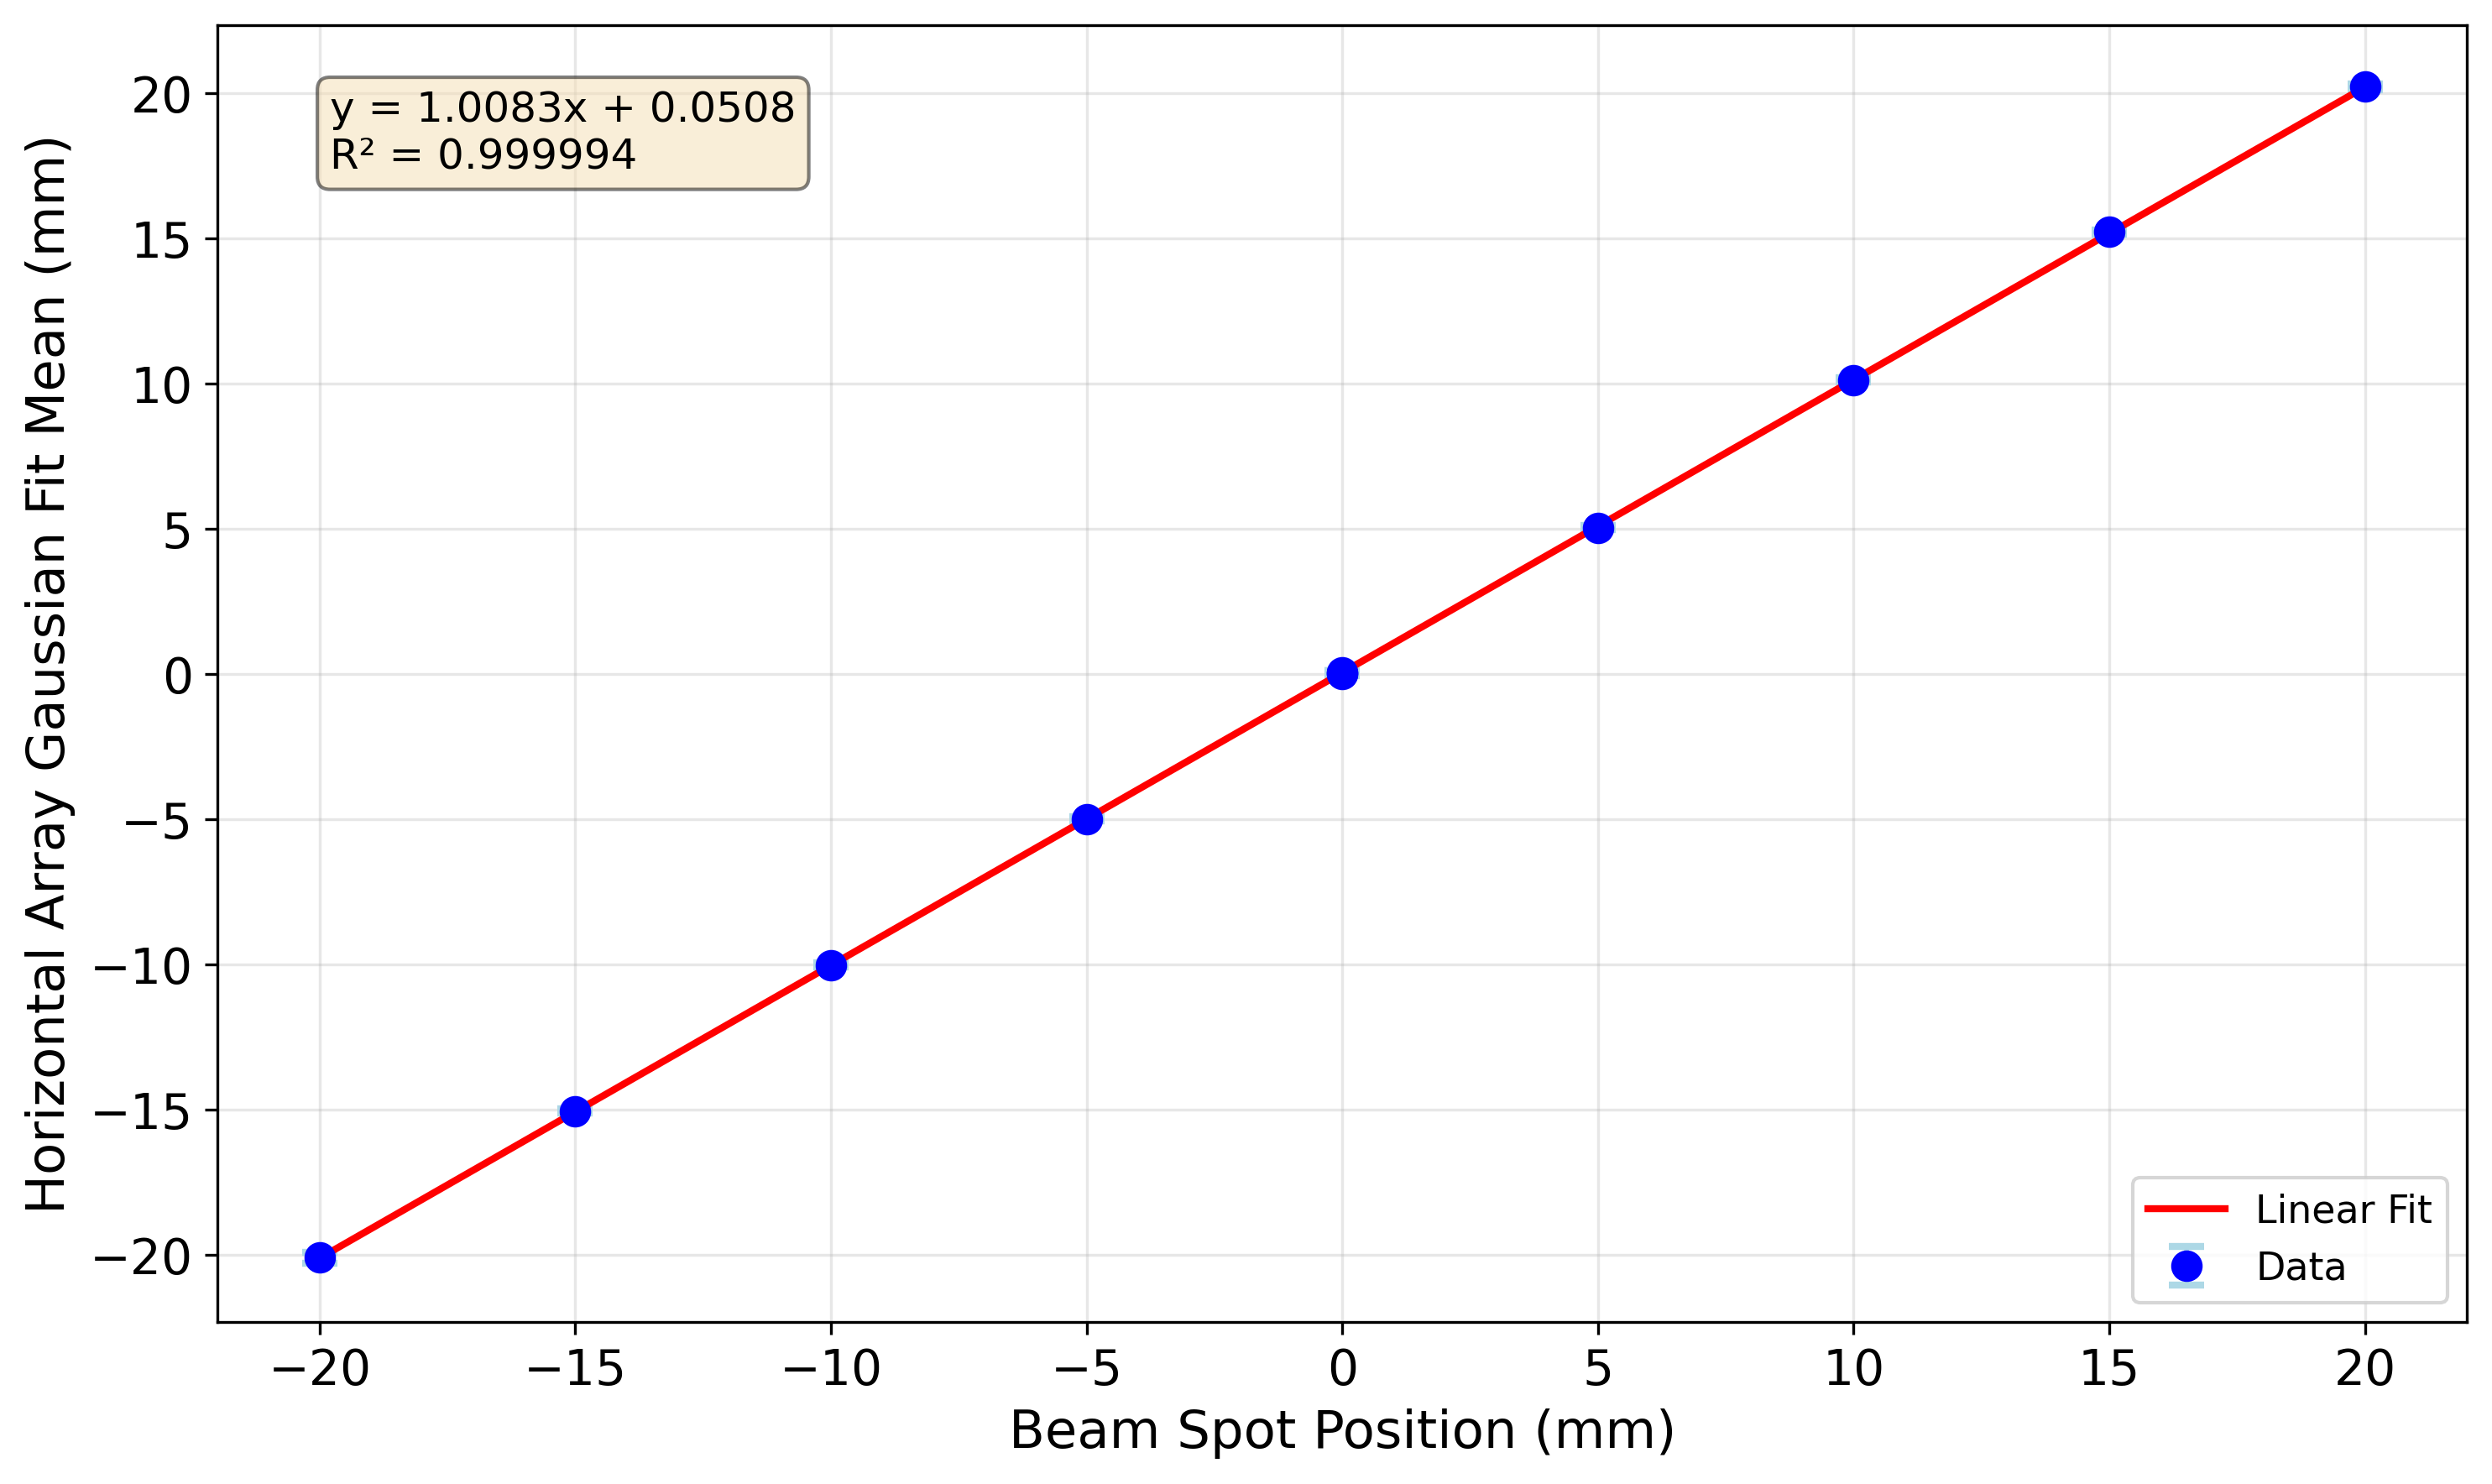 y = 1.0083x + 0.0508
R² = 0.999994
Horizontal Array Gaussian Fit Mean (mm)
20
15
10
5
0
−5
−10
−15
−20
Linear Fit
Data
−20 −15 −10 −5 0 5 10 15 20
Beam Spot Position (mm)